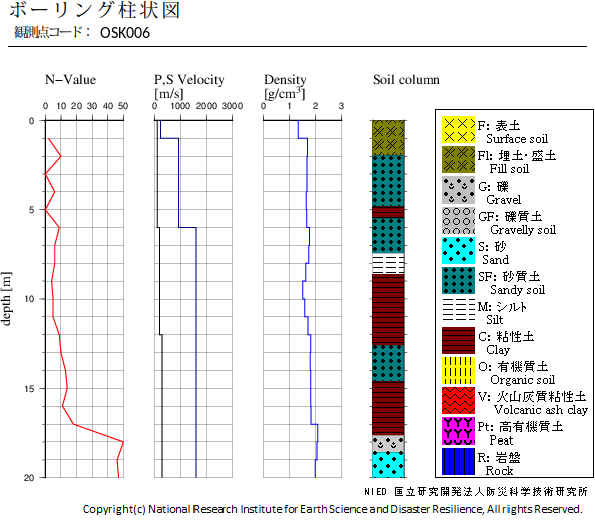 ボーリング柱状図
観測点コード： OSK006
N-Value
P,S Velocity
[m/s]
Density
[g/cm3]
Soil column
0 10 20 30 40 50
0 1000 2000 3000
0 1 2 3
depth [m]
0
5
10
15
20
F: 表土
Surface soil
Fl: 埋土・盛土
Fill soil
G: 礫
Gravel
GF: 礫質土
Gravelly soil
S: 砂
Sand
SF: 砂質土
Sandy soil
M: シルト
Silt
C: 粘性土
Clay
O: 有機質土
Organic soil
V: 火山灰質粘性土
Volcanic ash clay
Pt: 高有機質土
Peat
R: 岩盤
Rock
NIED 国立研究開発法人防災科学技術研究所
Copyright(c) National Research Institute for Earth Science and Disaster Resilience, All rights Reserved.